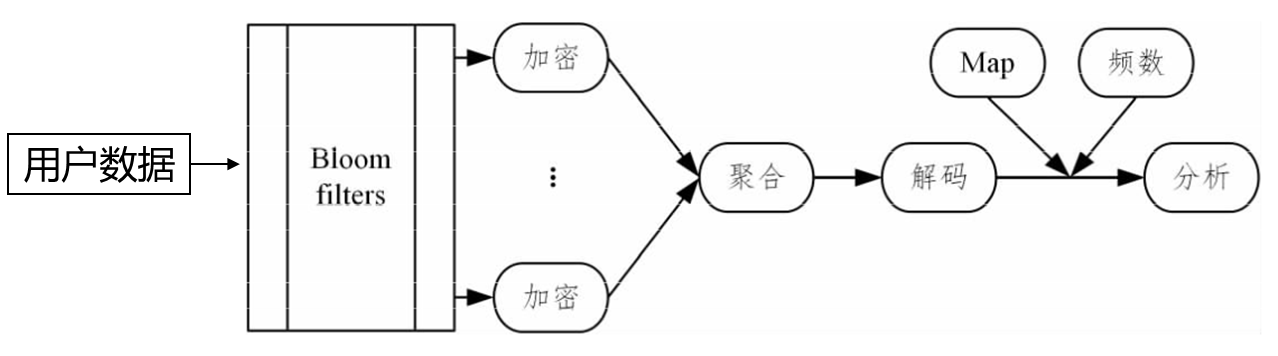 用户数据
Bloom
filters
加密
⋮
加密
聚合
解码
Map
频数
分析